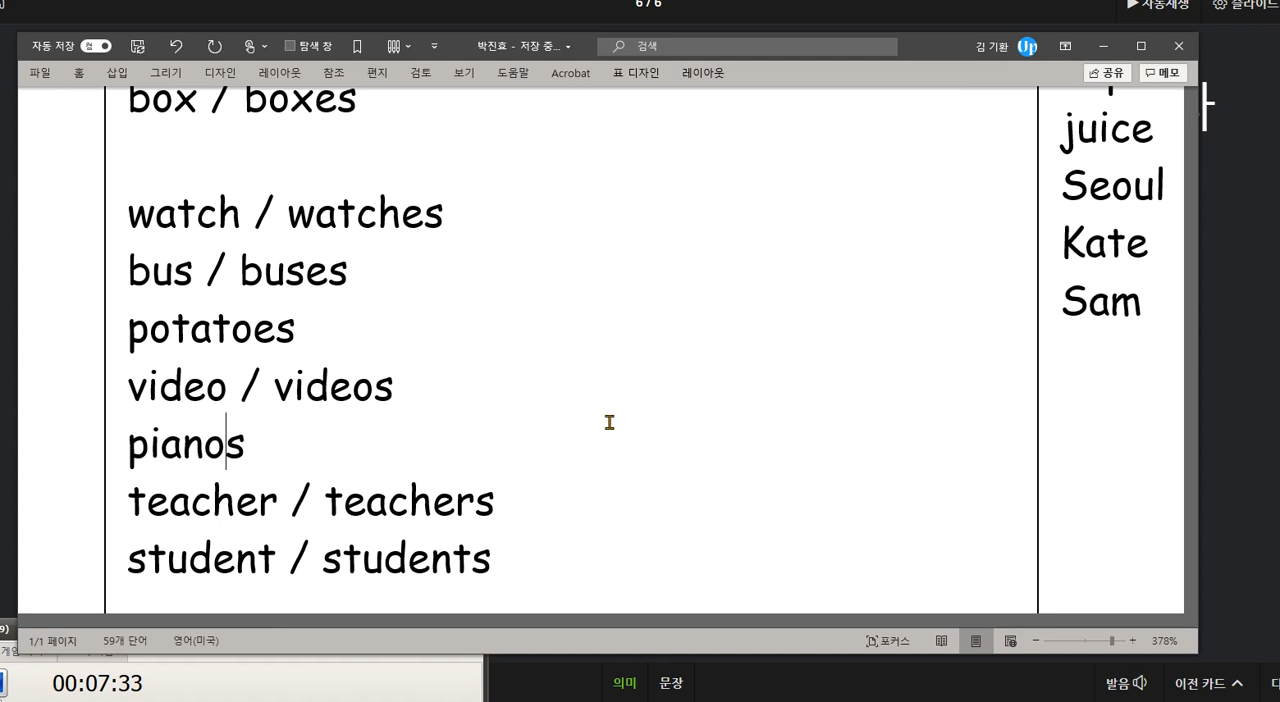 6 / 6
▶ 자동재생
자동 저장
컴
탐색 창
박진효 - 저장 중...
검색
김 기환
Up
파일 홈 삽입 그리기 디자인 레이아웃 참조 편지 검토 보기 도움말 Acrobat 표 디자인 레이아웃
공유
메모
box / boxes
watch / watches
bus / buses
potatoes
video / videos
pianos
teacher / teachers
student / students
juice
Seoul
Kate
Sam
1/1 페이지
59개 단어
영어(미국)
포커스
378%
00:07:33
의미
문장
발음
이전 카드